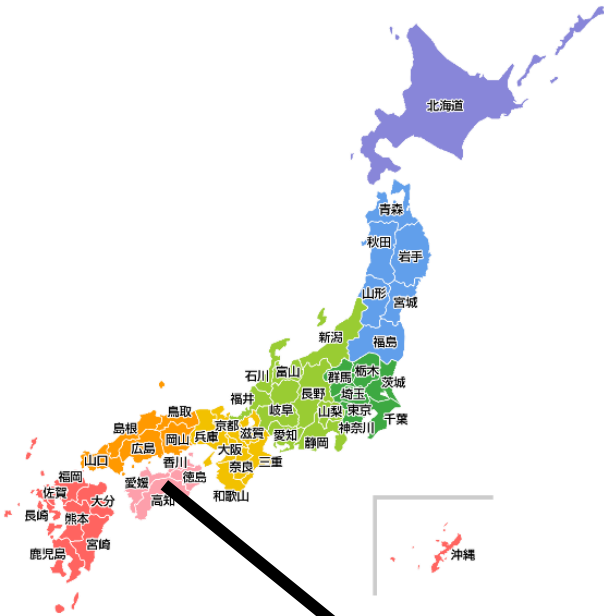 北海道
青森
秋田
岩手
山形
宮城
新潟
福島
石川
富山
群馬
栃木
茨城
福井
長野
埼玉
岐阜
山梨
東京
千葉
神奈川
愛知
静岡
鳥取
島根
岡山
兵庫
京都
滋賀
広島
大阪
山口
香川
奈良
三重
福岡
愛媛
徳島
和歌山
佐賀
高知
大分
長崎
熊本
宮崎
鹿児島
沖縄